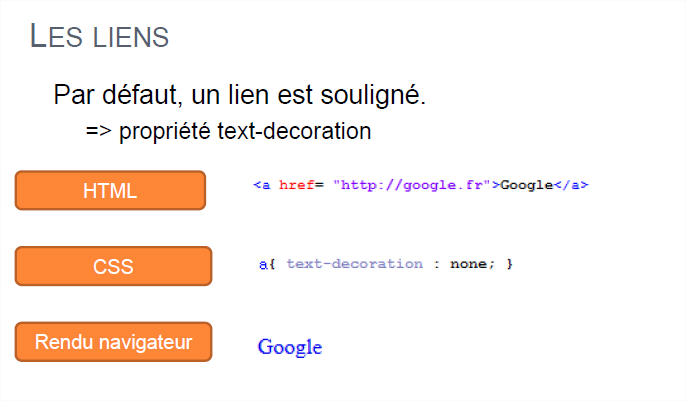 LES LIENS
Par défaut, un lien est souligné.
=> propriété text-decoration
HTML
<a href= "http://google.fr">Google</a>
CSS
a{ text-decoration : none; }
Rendu navigateur
Google